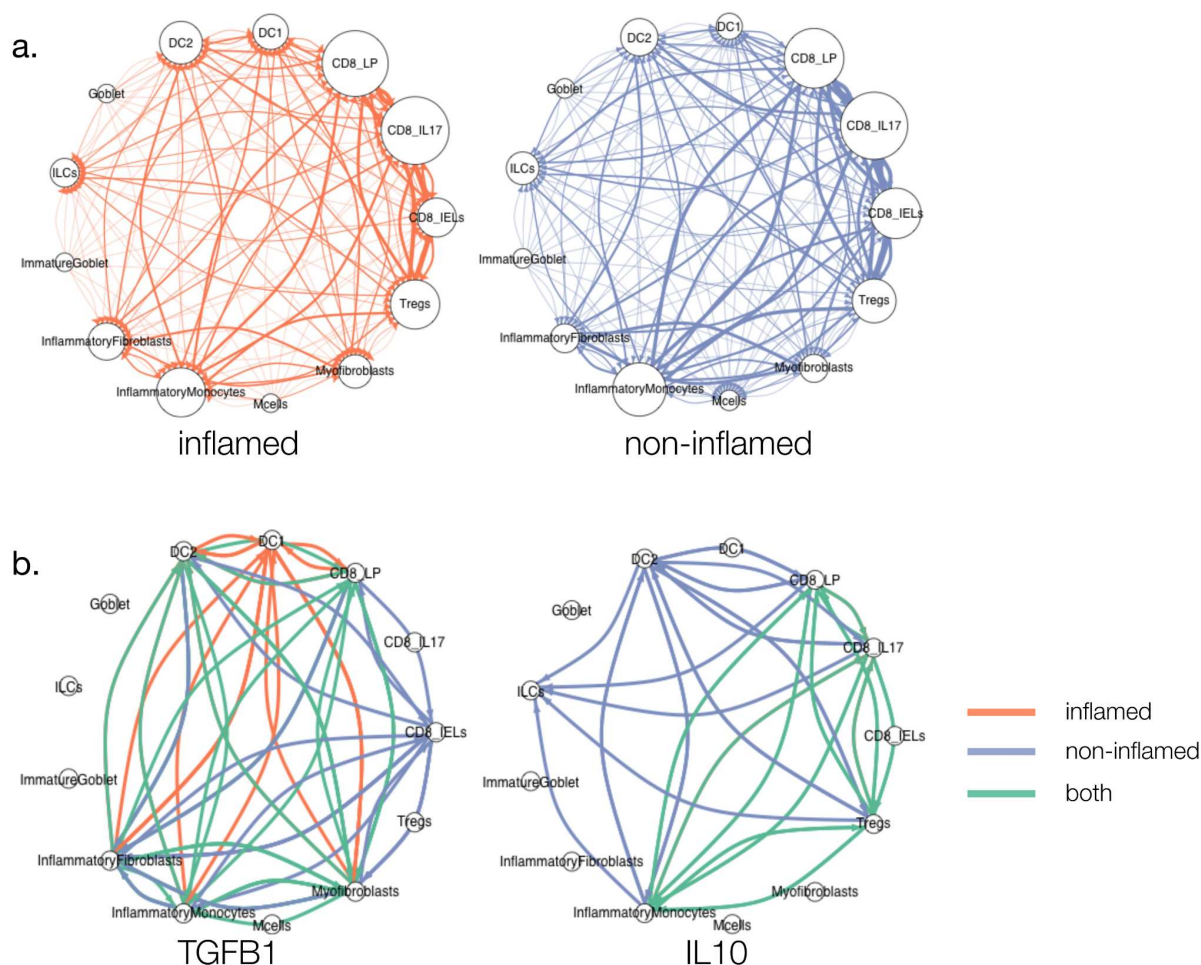 a.
DC1
DC2
CD8_LP
Goblet
CD8_IL17
ILCs
CD8_IELs
ImmatureGoblet
Tregs
InflammatoryFibroblasts
Myofibroblasts
InflammatoryMonocytes
Mcells
inflamed
DC1
DC2
CD8_LP
Goblet
CD8_IL17
ILCs
CD8_IELs
ImmatureGoblet
Tregs
InflammatoryFibroblasts
Myofibroblasts
InflammatoryMonocytes
Mcells
non-inflamed
b.
DC1
DC2
CD8_LP
Goblet
CD8_IL17
ILCs
CD8_IELs
ImmatureGoblet
Tregs
InflammatoryFibroblasts
Myofibroblasts
InflammatoryMonocytes
Mcells
TGFB1
DC1
DC2
CD8_LP
Goblet
CD8_IL17
ILCs
CD8_IELs
ImmatureGoblet
Tregs
InflammatoryFibroblasts
Myofibroblasts
InflammatoryMonocytes
Mcells
IL10
inflamed
non-inflamed
both